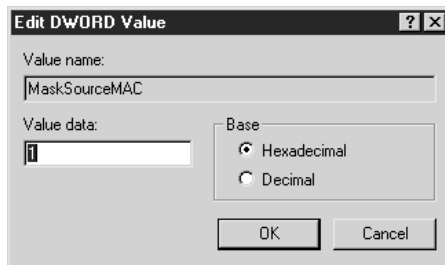 Edit DWORD Value
Value name:
MaskSourceMAC
Value data:
1
Base
Hexadecimal
Decimal
OK
Cancel